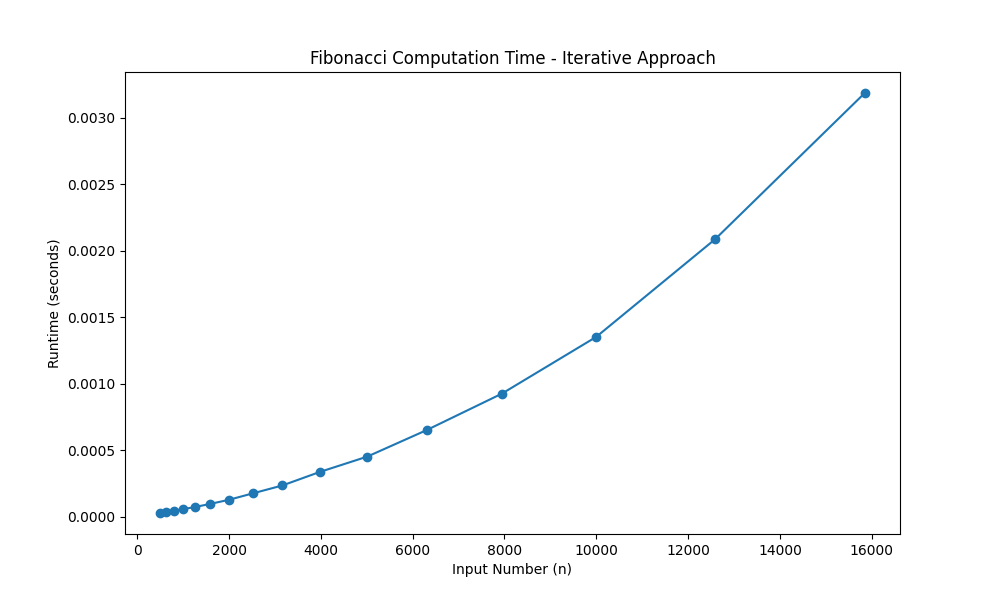 Fibonacci Computation Time - Iterative Approach
0.0030
0.0025
0.0020
0.0015
0.0010
0.0005
0.0000
Runtime (seconds)
0 2000 4000 6000 8000 10000 12000 14000 16000
Input Number (n)